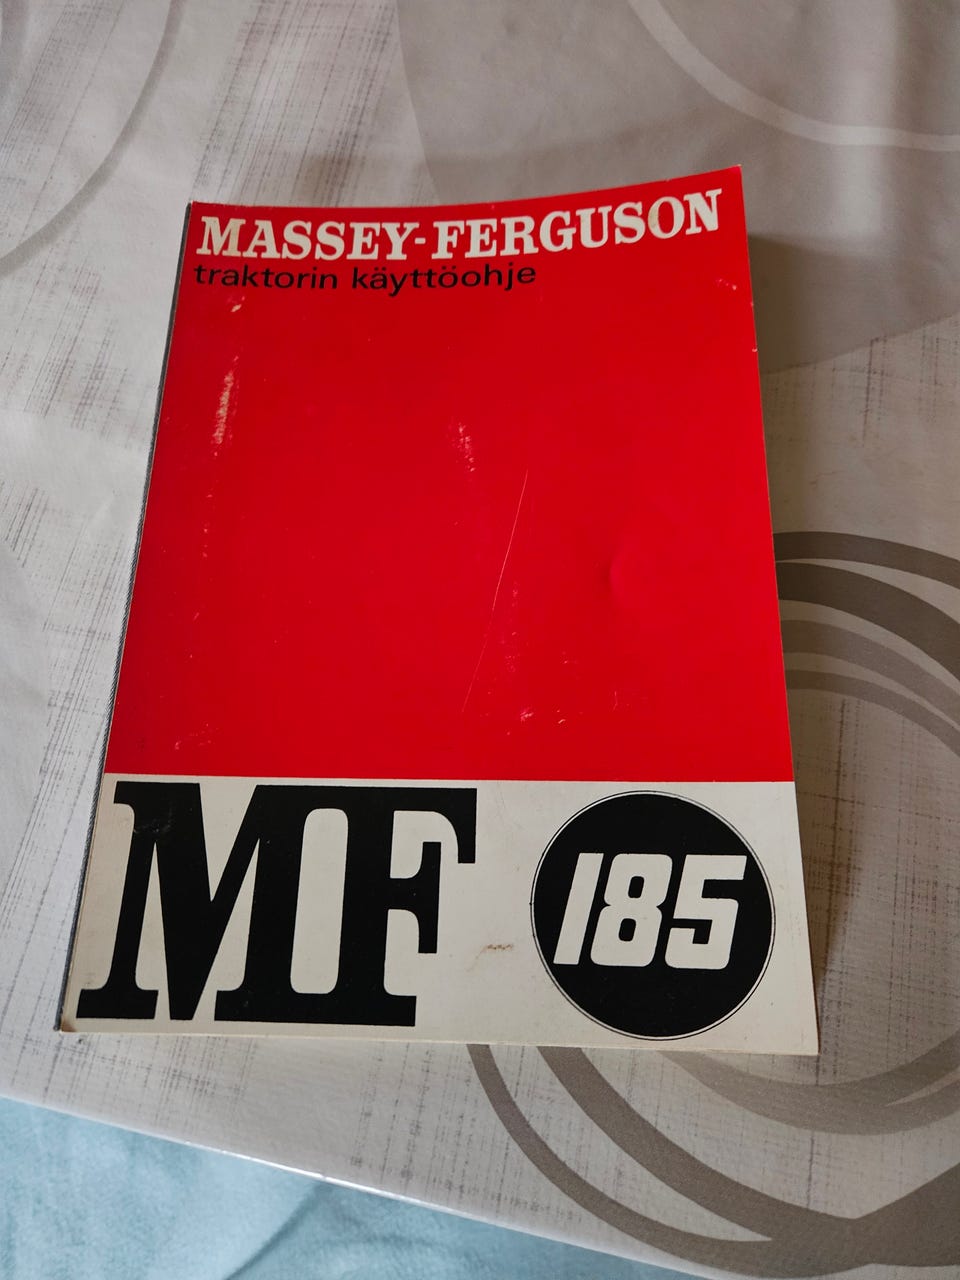 MASSEY-FERGUSON
traktorin käyttöohje
MF 185